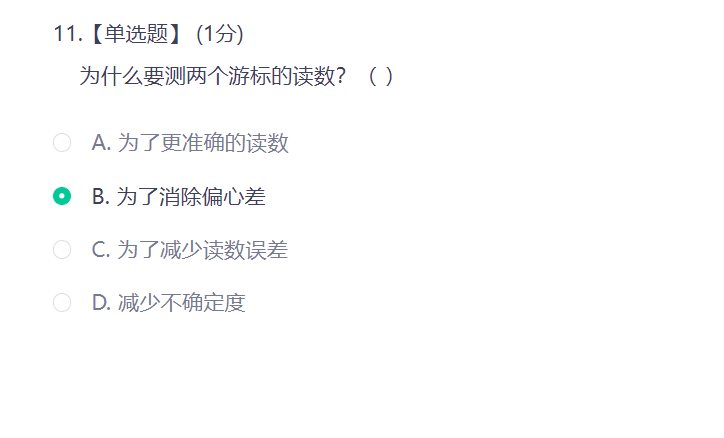 11.【单选题】 (1分)
为什么要测两个游标的读数？（ ）
A. 为了更准确的读数
B. 为了消除偏心差
C. 为了减少读数误差
D. 减少不确定度